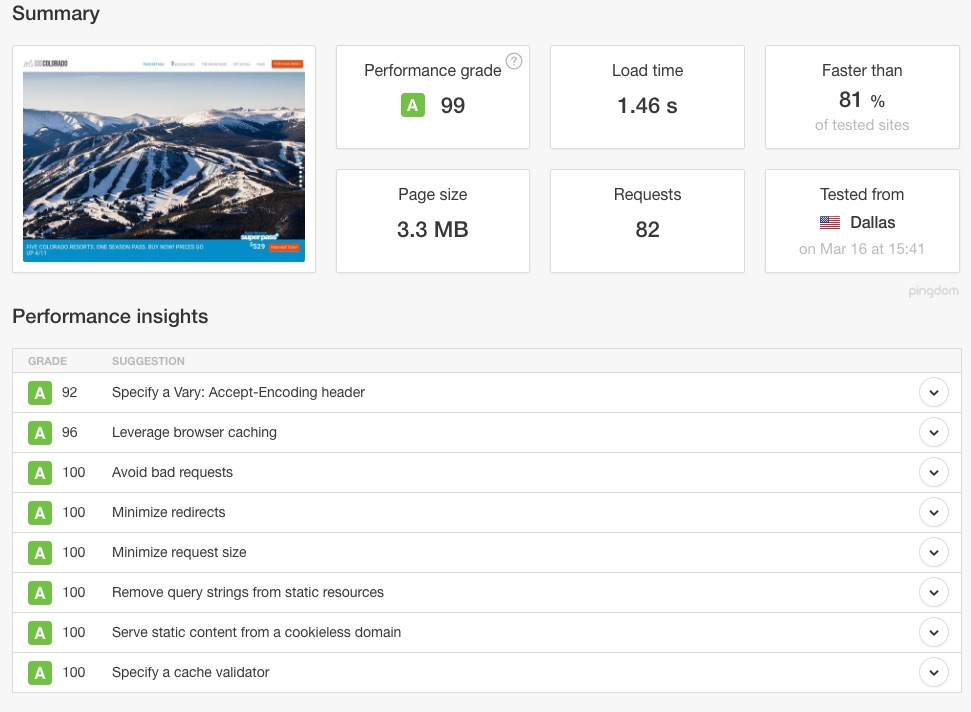 Summary
COLORADO
FIVE COLORADO RESORTS. ONE SEASON PASS. BUY NOW! PRICES GO
UP 4/11
superpass
$529
Performance grade
?
A 99
Load time
1.46 s
Faster than
81 %
of tested sites
Page size
3.3 MB
Requests
82
Tested from
Dallas
on Mar 16 at 15:41
pingdom
Performance insights
GRADE SUGGESTION
A 92 Specify a Vary: Accept-Encoding header
A 96 Leverage browser caching
A 100 Avoid bad requests
A 100 Minimize redirects
A 100 Minimize request size
A 100 Remove query strings from static resources
A 100 Serve static content from a cookieless domain
A 100 Specify a cache validator